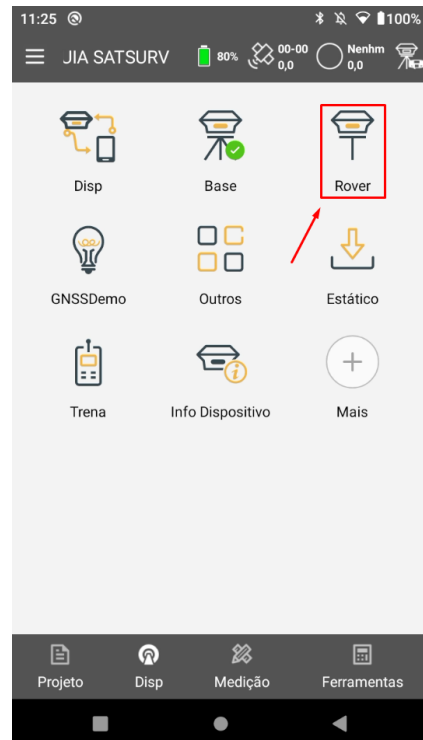 11:25
100%
JIA SATSURV
80%
00-00
0,0
Nenhm
0,0
Disp
Base
Rover
GNSSDemo
Outros
Estático
Trena
Info Dispositivo
Mais
Projeto
Disp
Medição
Ferramentas